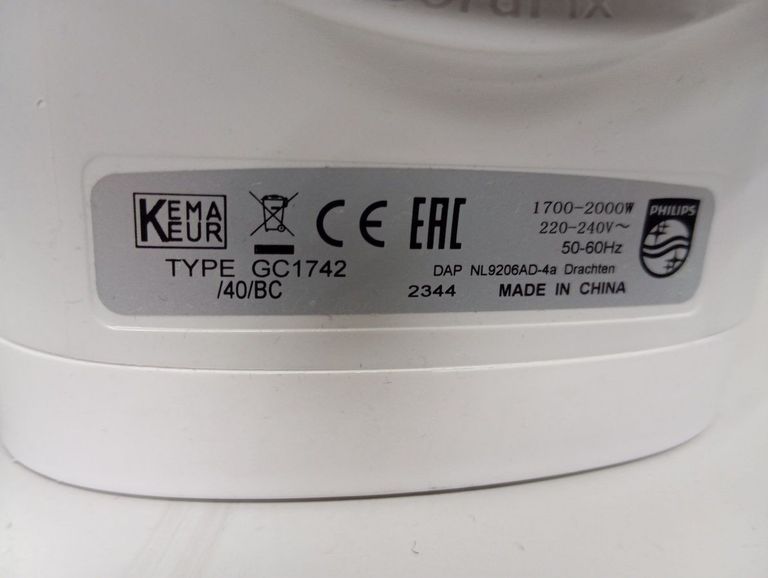 KEMA
KEUR
CE
EAC
TYPE GC1742
/40/BC
1700-2000W
220-240V~
50-60Hz
PHILIPS
DAP NL9206AD-4a Drachten
2344 MADE IN CHINA